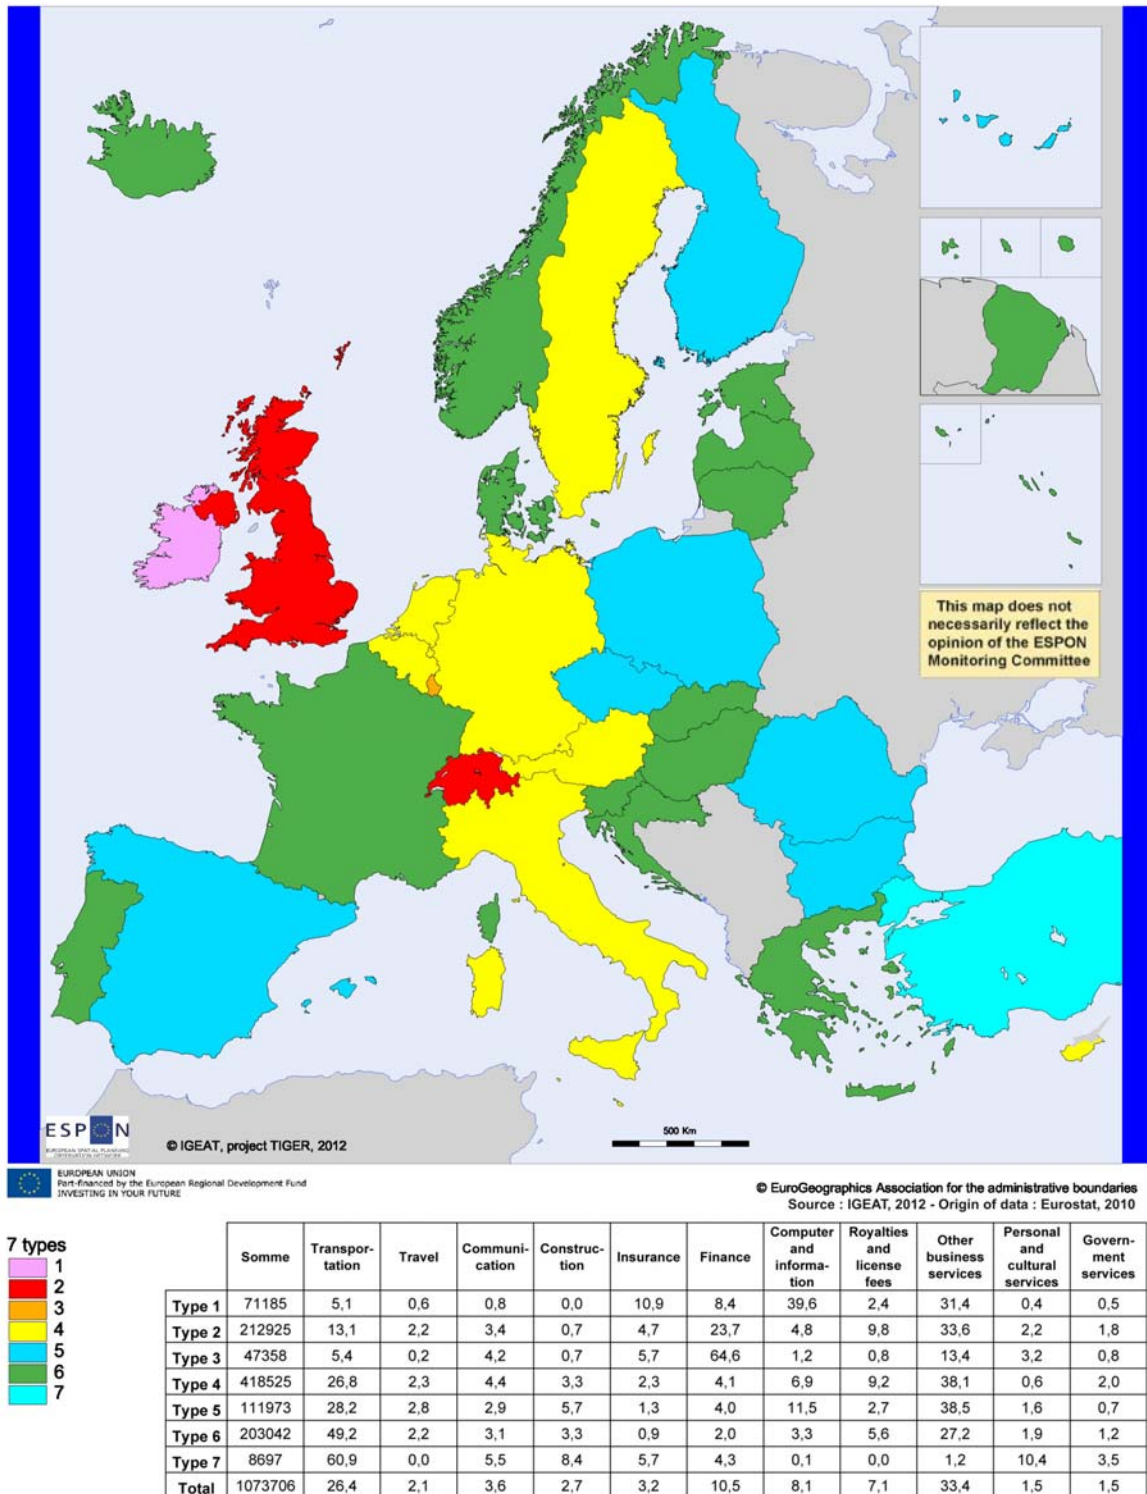 This map does not
necessarily reflect the
opinion of the ESPON
Monitoring Committee
ESPON
© IGEAT, project TIGER, 2012
500 Km
EUROPEAN UNION
Part-financed by the European Regional Development Fund
INVESTING IN YOUR FUTURE
© EuroGeographics Association for the administrative boundaries
Source : IGEAT, 2012 - Origin of data : Eurostat, 2010
7 types
1
2
3
4
5
6
7
Somme Transpor-tation Travel Communi-cation Construc-tion Insurance Finance Computer and informa-tion Royalties and license fees Other business services Personal and cultural services Govern-ment services
Type 1 71185 5,1 0,6 0,8 0,0 10,9 8,4 39,6 2,4 31,4 0,4 0,5
Type 2 212925 13,1 2,2 3,4 0,7 4,7 23,7 4,8 9,8 33,6 2,2 1,8
Type 3 47358 5,4 0,2 4,2 0,7 5,7 64,6 1,2 0,8 13,4 3,2 0,8
Type 4 418525 26,8 2,3 4,4 3,3 2,3 4,1 6,9 9,2 38,1 0,6 2,0
Type 5 111973 28,2 2,8 2,9 5,7 1,3 4,0 11,5 2,7 38,5 1,6 0,7
Type 6 203042 49,2 2,2 3,1 3,3 0,9 2,0 3,3 5,6 27,2 1,9 1,2
Type 7 8697 60,9 0,0 5,5 8,4 5,7 4,3 0,1 0,0 1,2 10,4 3,5
Total 1073706 26,4 2,1 3,6 2,7 3,2 10,5 8,1 7,1 33,4 1,5 1,5